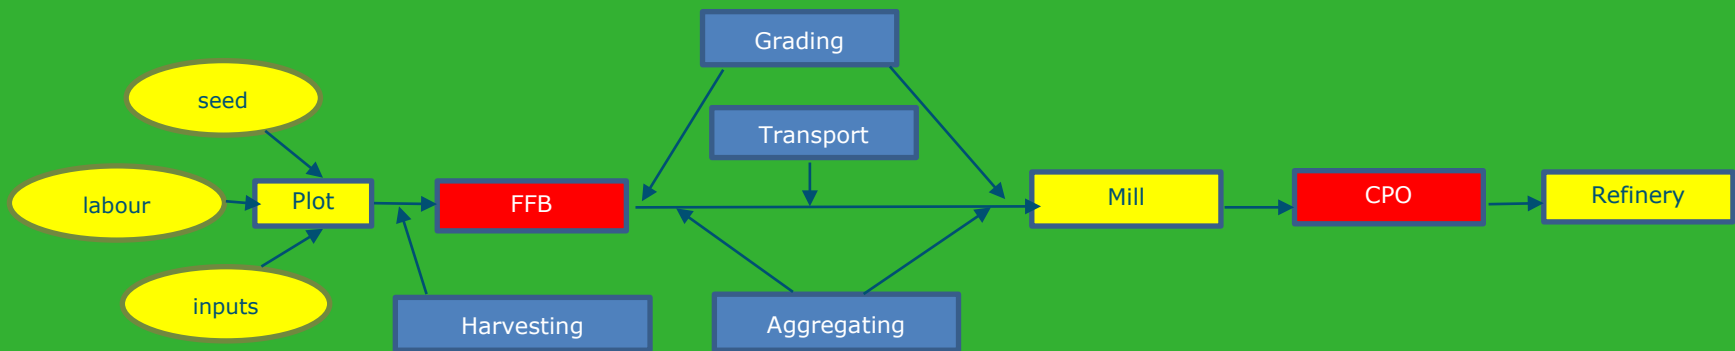 Grading
seed
Transport
labour
Plot
FFB
Mill
CPO
Refinery
inputs
Harvesting
Aggregating